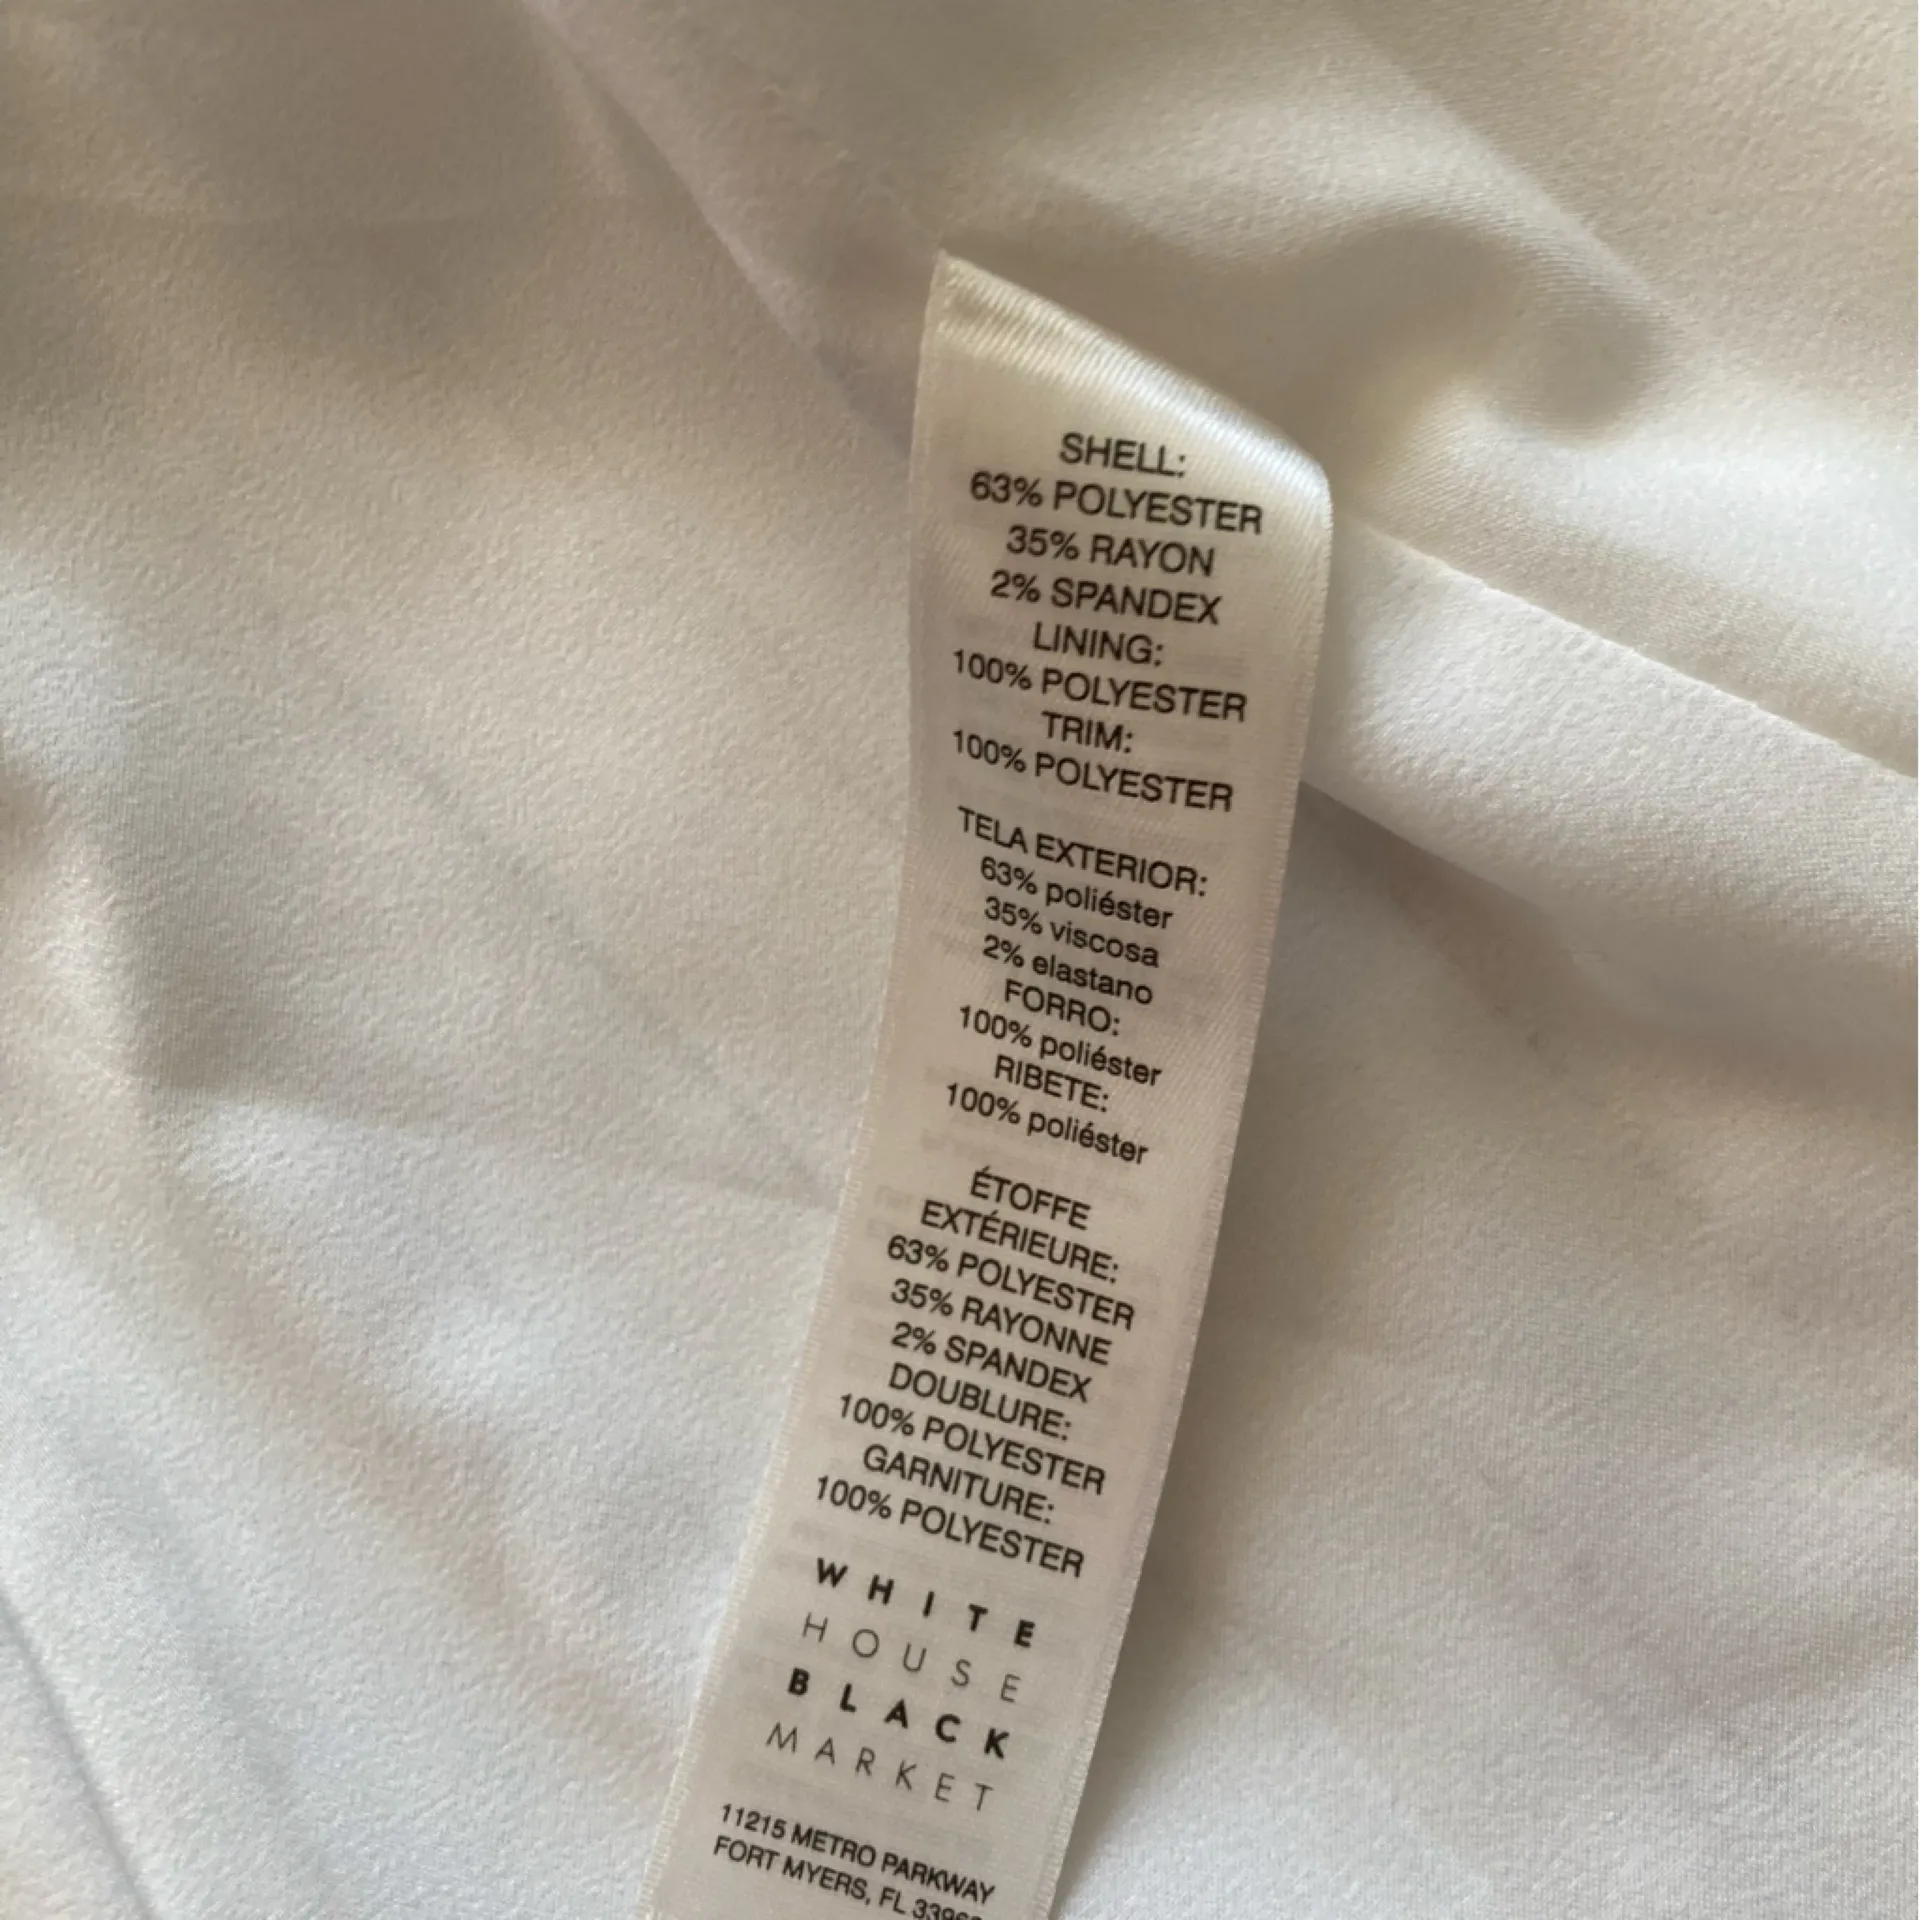 SHELL:
63% POLYESTER
35% RAYON
2% SPANDEX
LINING:
100% POLYESTER
TRIM:
100% POLYESTER
TELA EXTERIOR:
63% poliéster
35% viscosa
2% elastano
FORRO:
100% poliéster
RIBETE:
100% poliéster
ÉTOFFE
EXTÉRIEURE:
63% POLYESTER
35% RAYONNE
2% SPANDEX
DOUBLURE:
100% POLYESTER
GARNITURE:
100% POLYESTER
WHITE
HOUSE
BLACK
MARKET
11215 METRO PARKWAY
FORT MYERS, FL